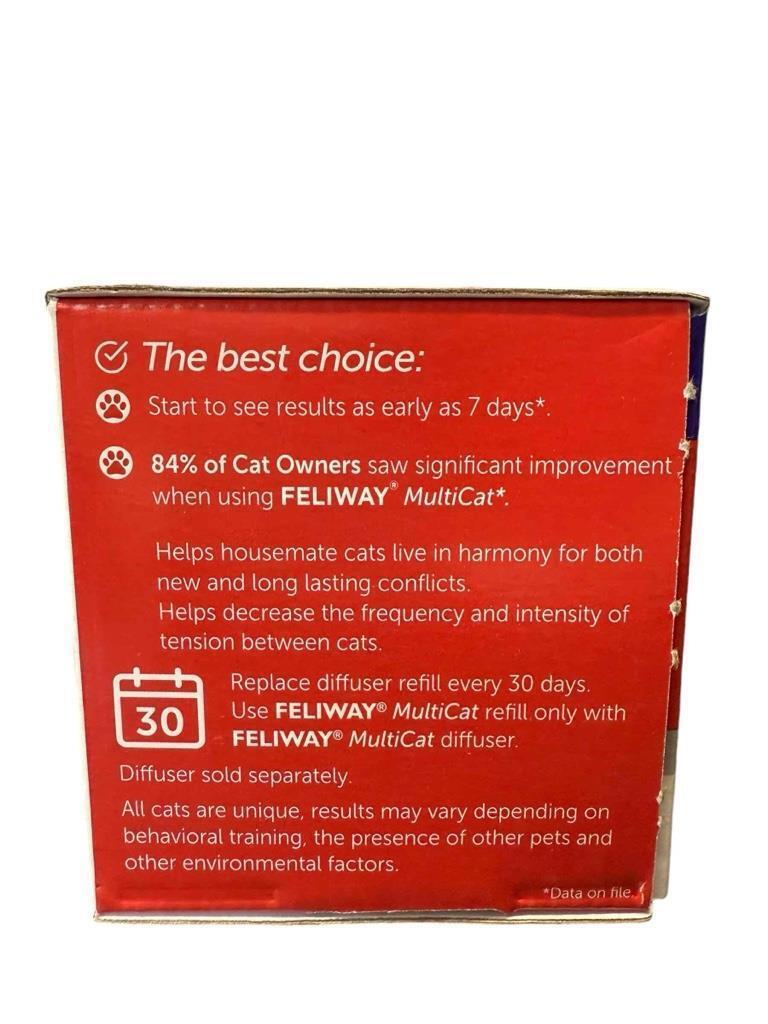 The best choice:
Start to see results as early as 7 days*.
84% of Cat Owners saw significant improvement
when using FELIWAY® MultiCat*.
Helps housemate cats live in harmony for both
new and long lasting conflicts.
Helps decrease the frequency and intensity of
tension between cats.
30
Replace diffuser refill every 30 days.
Use FELIWAY® MultiCat refill only with
FELIWAY® MultiCat diffuser.
Diffuser sold separately.
All cats are unique, results may vary depending on
behavioral training, the presence of other pets and
other environmental factors.
*Data on file.